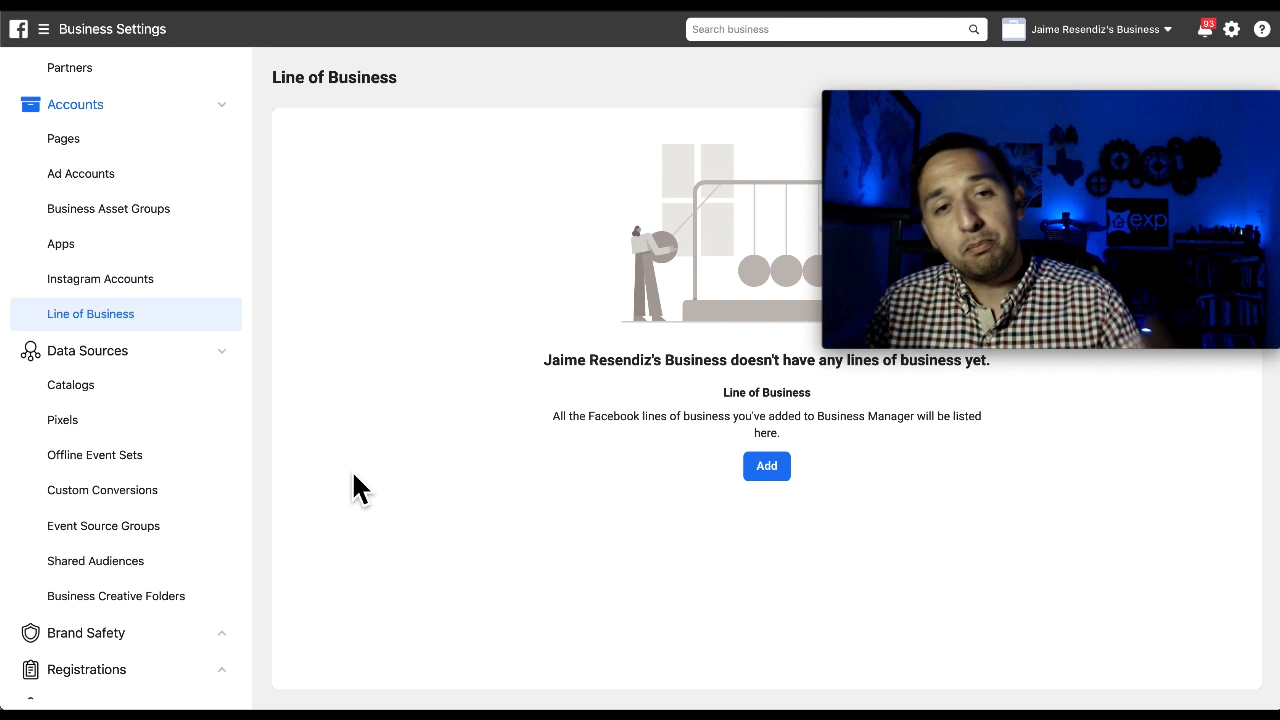 Business Settings
Search business
Jaime Resendiz's Business
93
Partners
Accounts
Pages
Ad Accounts
Business Asset Groups
Apps
Instagram Accounts
Line of Business
Data Sources
Catalogs
Pixels
Offline Event Sets
Custom Conversions
Event Source Groups
Shared Audiences
Business Creative Folders
Brand Safety
Registrations
Line of Business
exp
Jaime Resendiz's Business doesn't have any lines of business yet.
Line of Business
All the Facebook lines of business you've added to Business Manager will be listed
here.
Add